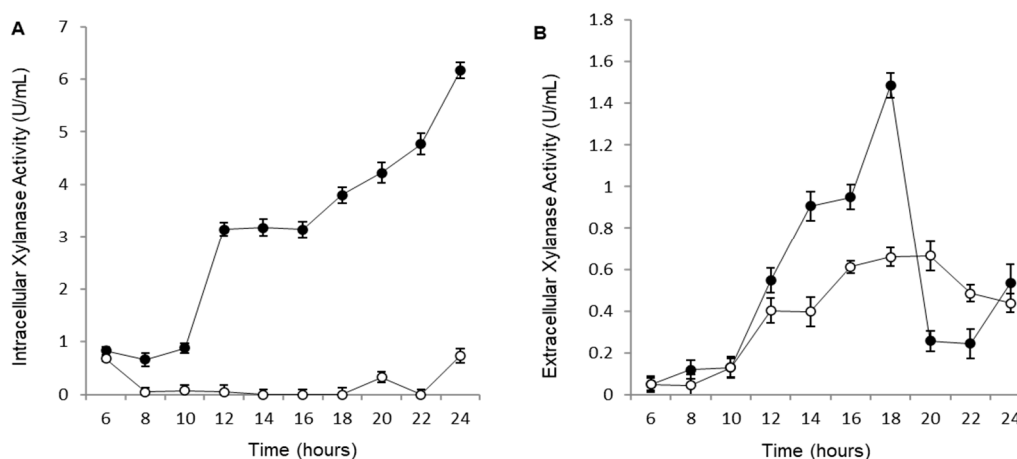 A
Intracellular Xylanase Activity (U/mL)
7
6
5
4
3
2
1
0
6 8 10 12 14 16 18 20 22 24
Time (hours)
B
Extracellular Xylanase Activity (U/mL)
1.8
1.6
1.4
1.2
1
0.8
0.6
0.4
0.2
0
6 8 10 12 14 16 18 20 22 24
Time (hours)